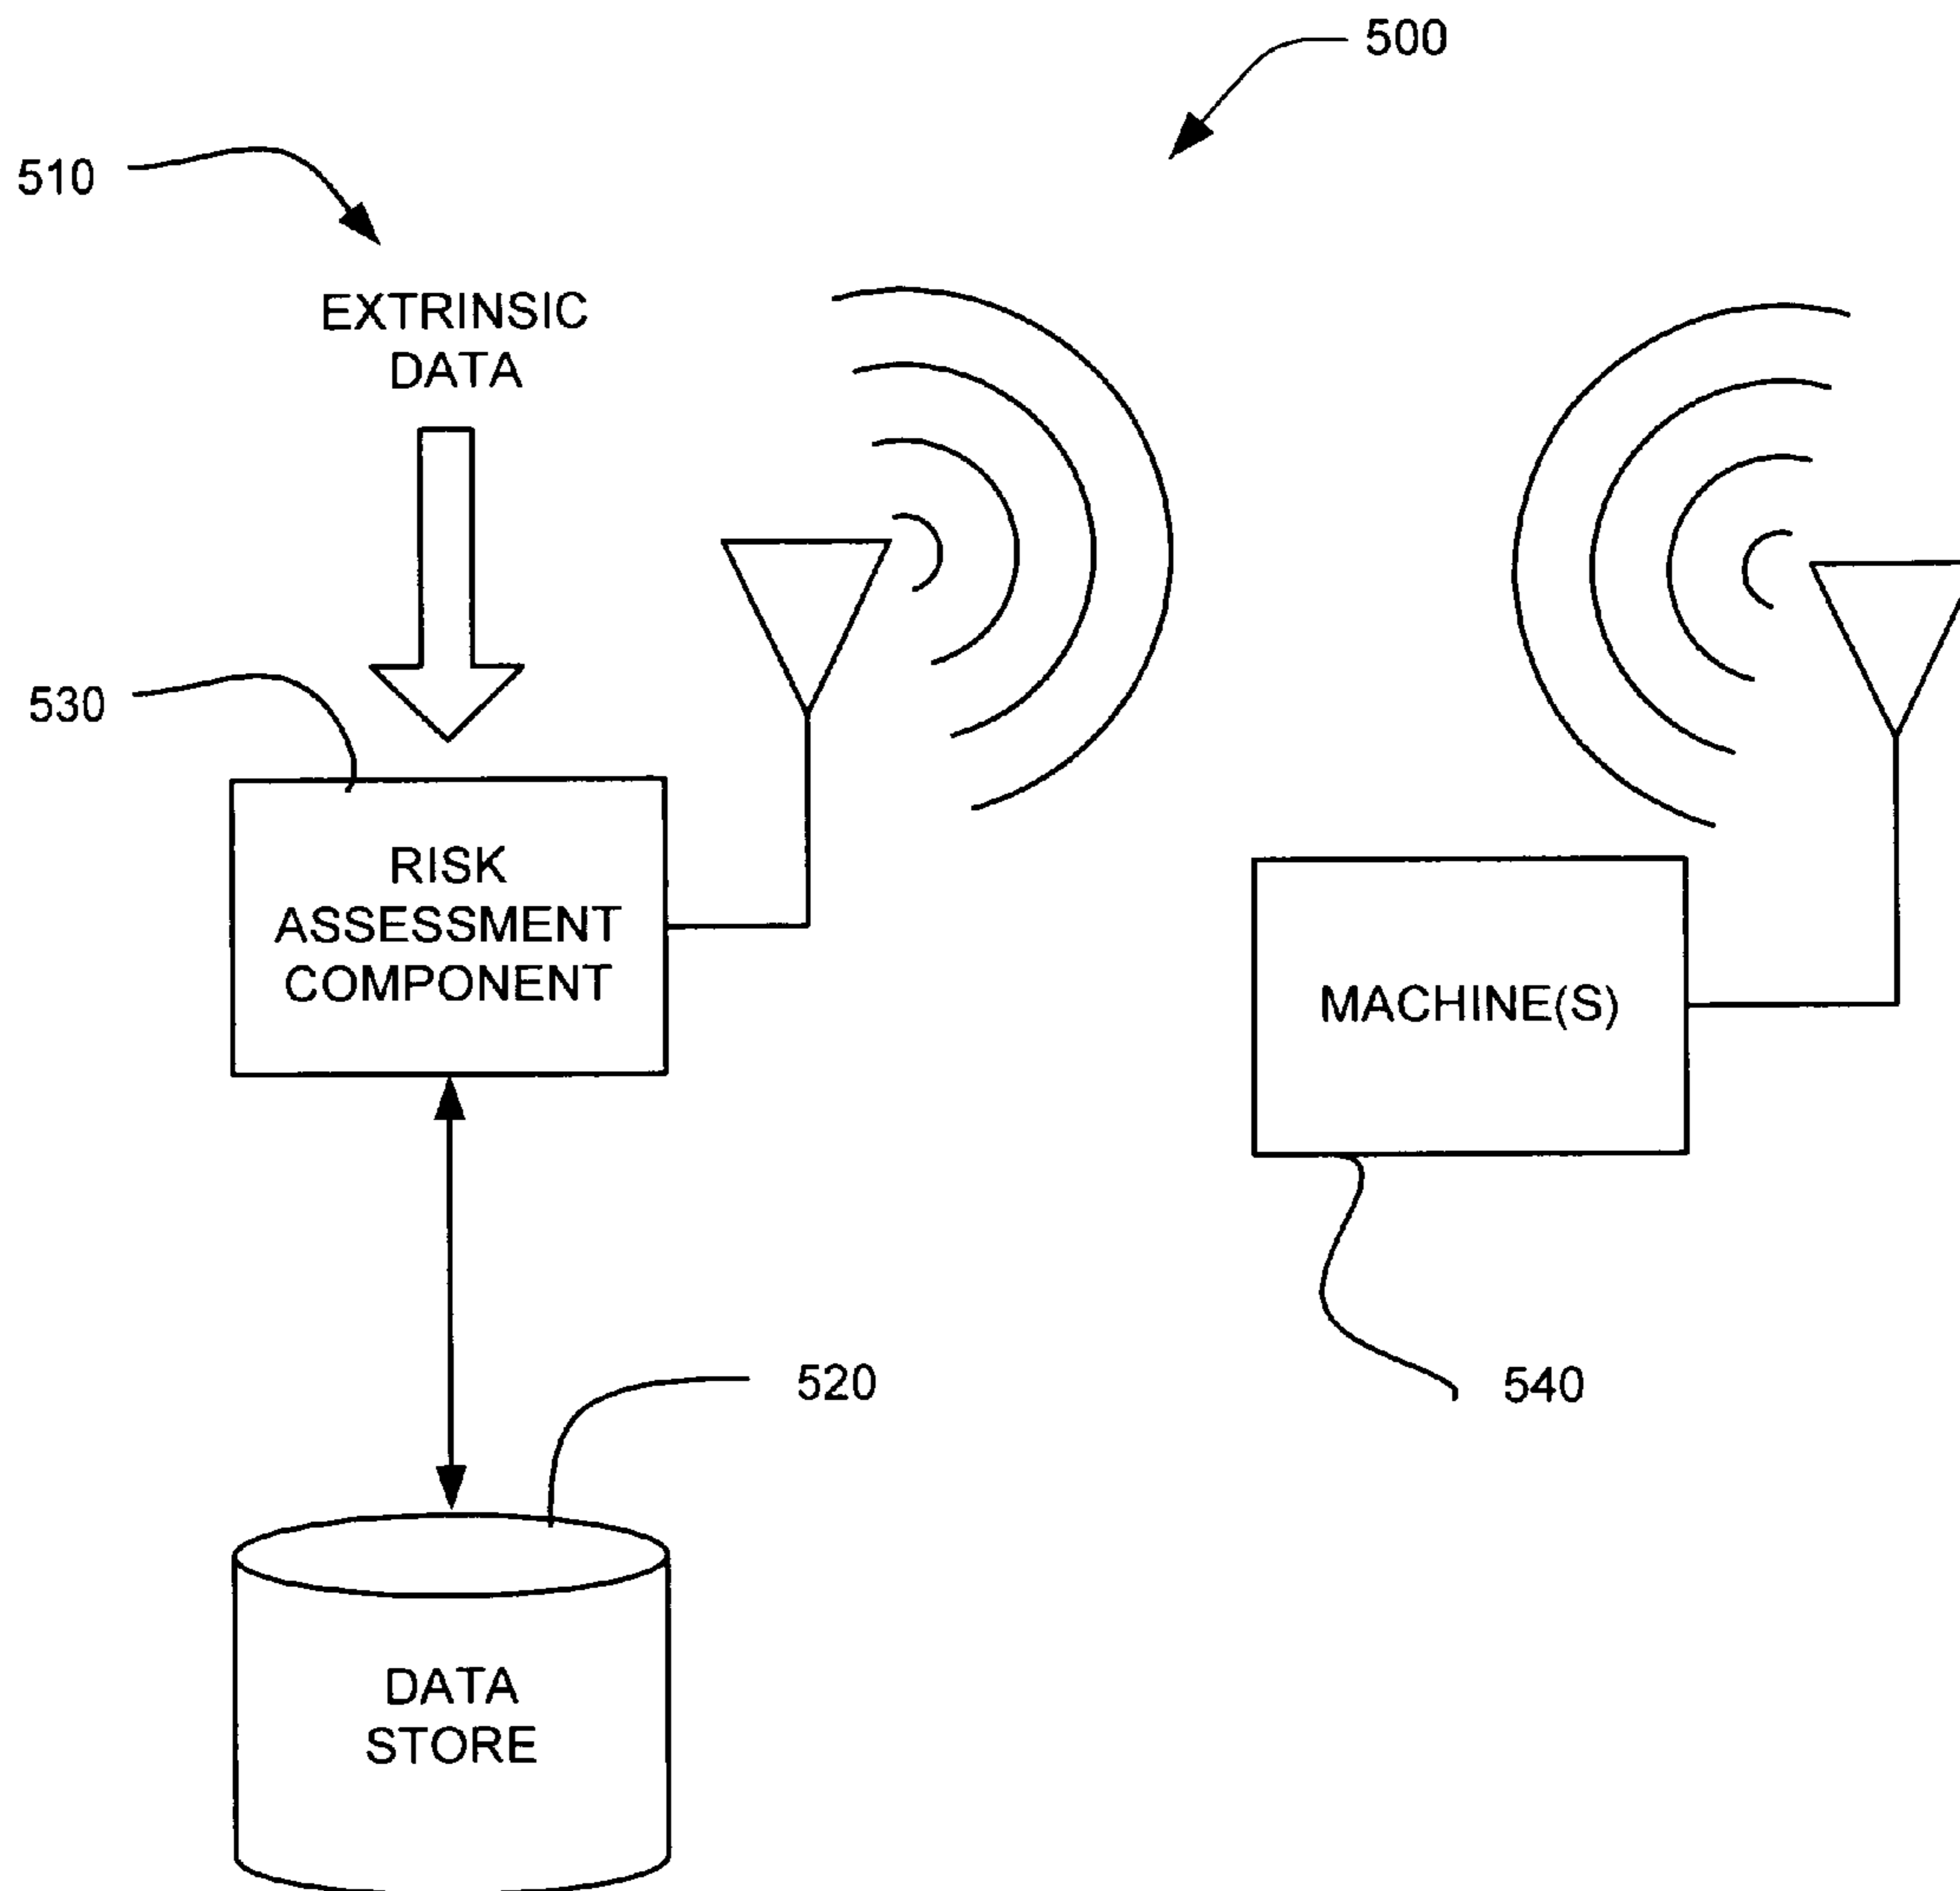 500
510
EXTRINSIC
DATA
530
RISK
ASSESSMENT
COMPONENT
MACHINE(S)
520
540
DATA
STORE